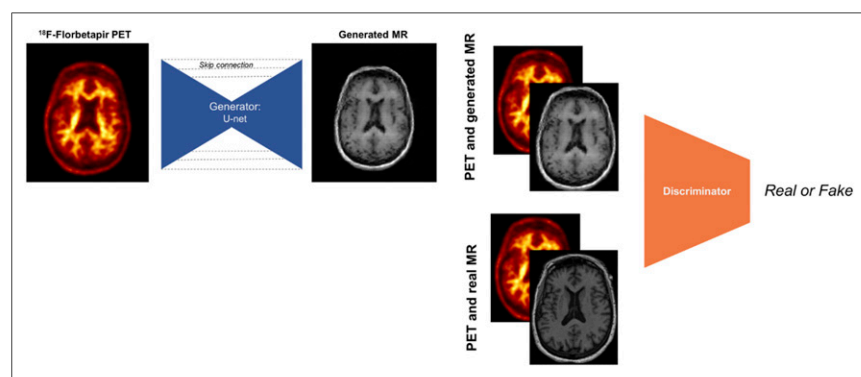 ¹⁸F-Florbetapir PET
Generated MR
Skip connection
Generator:
U-net
PET and generated MR
Discriminator
Real or Fake
PET and real MR